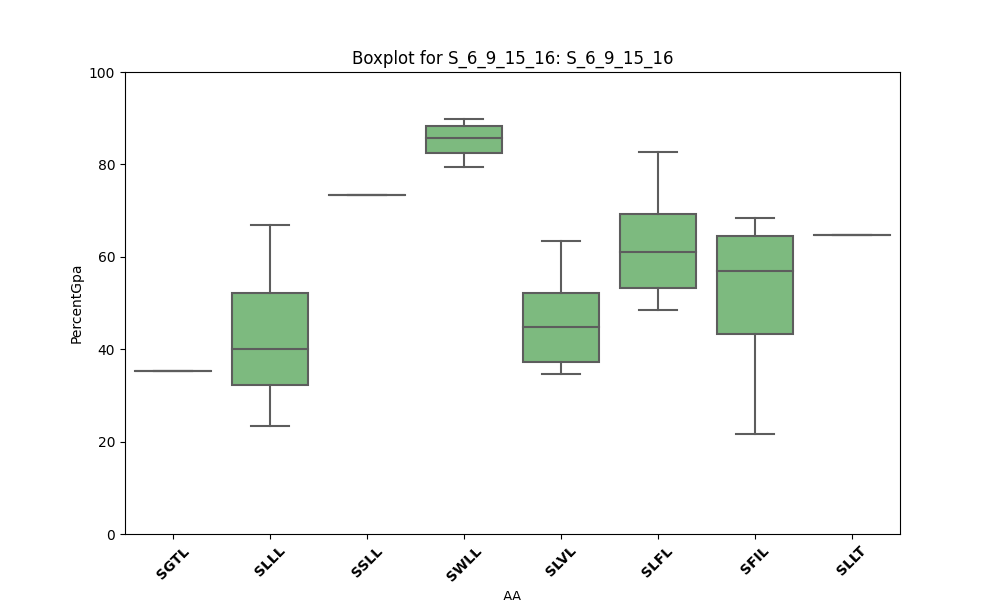 Boxplot for S_6_9_15_16: S_6_9_15_16
100
80
60
40
20
0
PercentGpa
SGTL
SLLL
SSLL
SWLL
SLVL
SLFL
SFIL
SLLT
AA